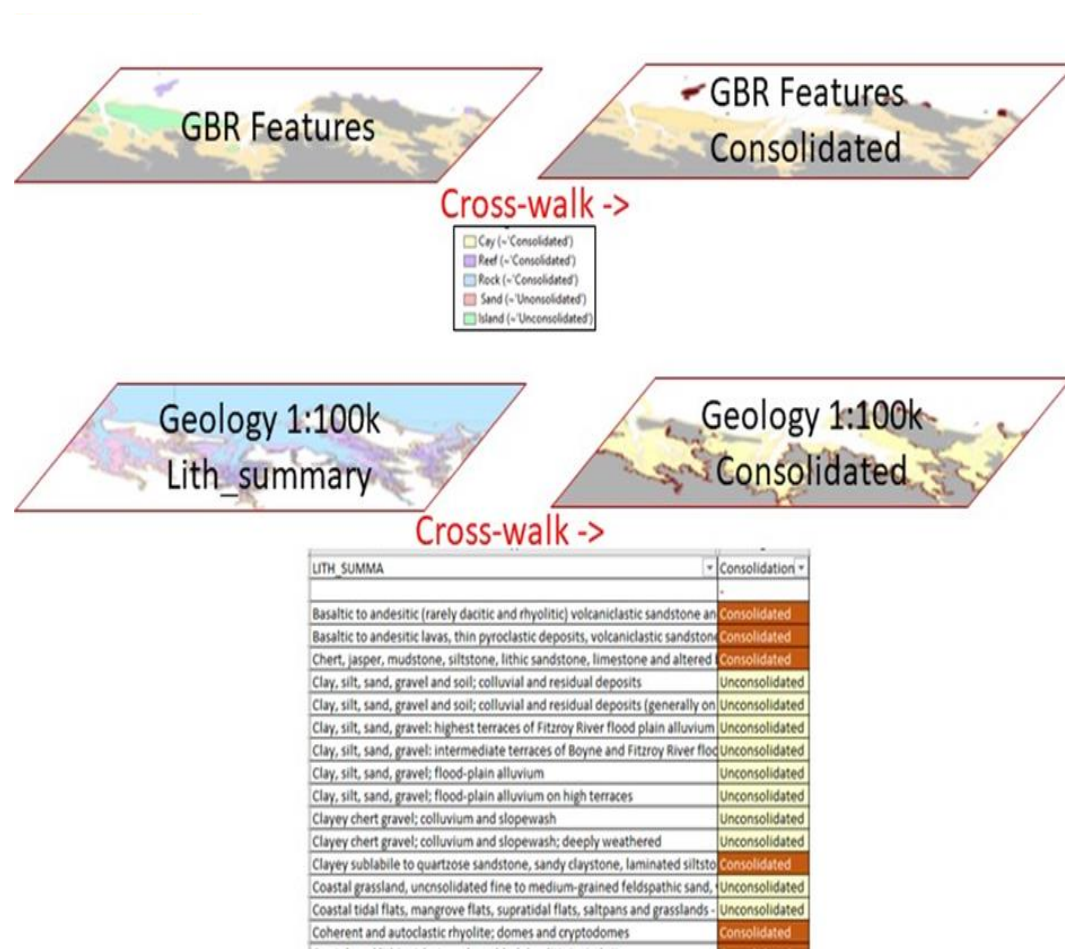 GBR Features
GBR Features
Consolidated
Cross-walk ->
Cay (~'Consolidated')
Reef (~'Consolidated')
Rock (~'Consolidated')
Sand (~'Unonsolidated')
Island (~'Unconsolidated')
Geology 1:100k
Lith_summary
Geology 1:100k
Consolidated
Cross-walk ->
LITH_SUMMA Consolidation
-
Basaltic to andesitic (rarely dacitic and rhyolitic) volcaniclastic sandstone an Consolidated
Basaltic to andesitic lavas, thin pyroclastic deposits, volcaniclastic sandston Consolidated
Chert, jasper, mudstone, siltstone, lithic sandstone, limestone and altered Consolidated
Clay, silt, sand, gravel and soil; colluvial and residual deposits Unconsolidated
Clay, silt, sand, gravel and soil; colluvial and residual deposits (generally on Unconsolidated
Clay, silt, sand, gravel: highest terraces of Fitzroy River flood plain alluvium Unconsolidated
Clay, silt, sand, gravel: intermediate terraces of Boyne and Fitzroy River floo Unconsolidated
Clay, silt, sand, gravel; flood-plain alluvium Unconsolidated
Clay, silt, sand, gravel; flood-plain alluvium on high terraces Unconsolidated
Clayey chert gravel; colluvium and slopewash Unconsolidated
Clayey chert gravel; colluvium and slopewash; deeply weathered Unconsolidated
Clayey sublabile to quartzose sandstone, sandy claystone, laminated siltsto Consolidated
Coastal grassland, uncnsolidated fine to medium-grained feldspathic sand, Unconsolidated
Coastal tidal flats, mangrove flats, supratidal flats, saltpans and grasslands - Unconsolidated
Coherent and autoclastic rhyolite; domes and cryptodomes Consolidated